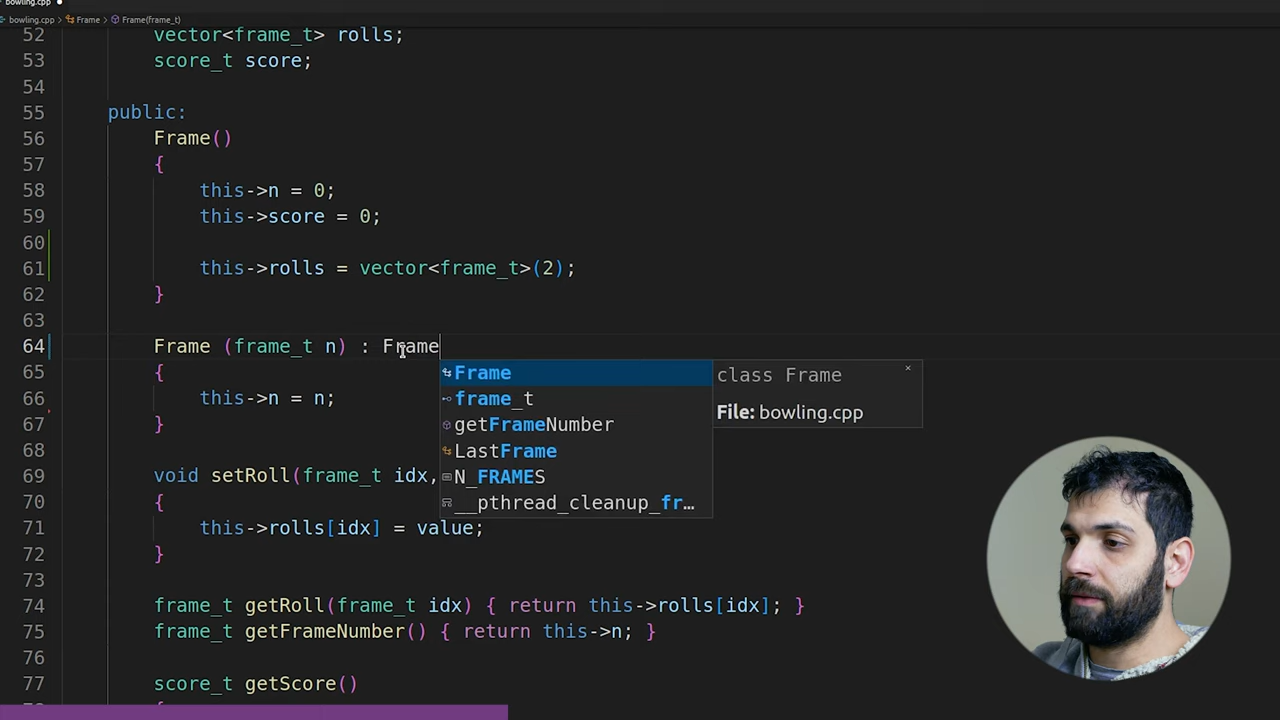 bowling.cpp
bowling.cpp > Frame > Frame(frame_t)
52 vector<frame_t> rolls;
53 score_t score;
54
55 public:
56 Frame()
57 {
58 this->n = 0;
59 this->score = 0;
60
61 this->rolls = vector<frame_t>(2);
62 }
63
64 Frame (frame_t n) : Frame
65 {
66 this->n = n;
67 }
68
69 void setRoll(frame_t idx,
70 {
71 this->rolls[idx] = value;
72 }
73
74 frame_t getRoll(frame_t idx) { return this->rolls[idx]; }
75 frame_t getFrameNumber() { return this->n; }
76
77 score_t getScore()
Frame
frame_t
getFrameNumber
LastFrame
N_FRAMES
__pthread_cleanup_fr…
class Frame
File: bowling.cpp